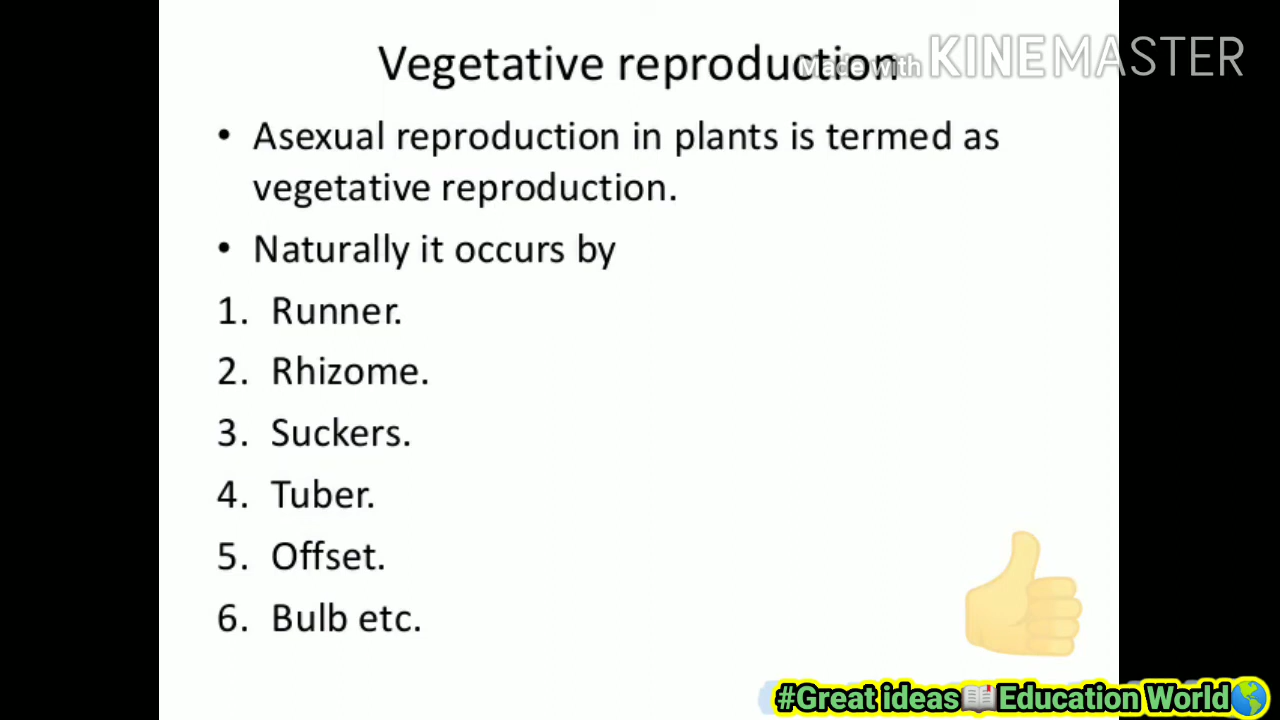 Made with KINEMASTER
Vegetative reproduction
• Asexual reproduction in plants is termed as
vegetative reproduction.
• Naturally it occurs by
1. Runner.
2. Rhizome.
3. Suckers.
4. Tuber.
5. Offset.
6. Bulb etc.
#Great ideas📖Education World🌎